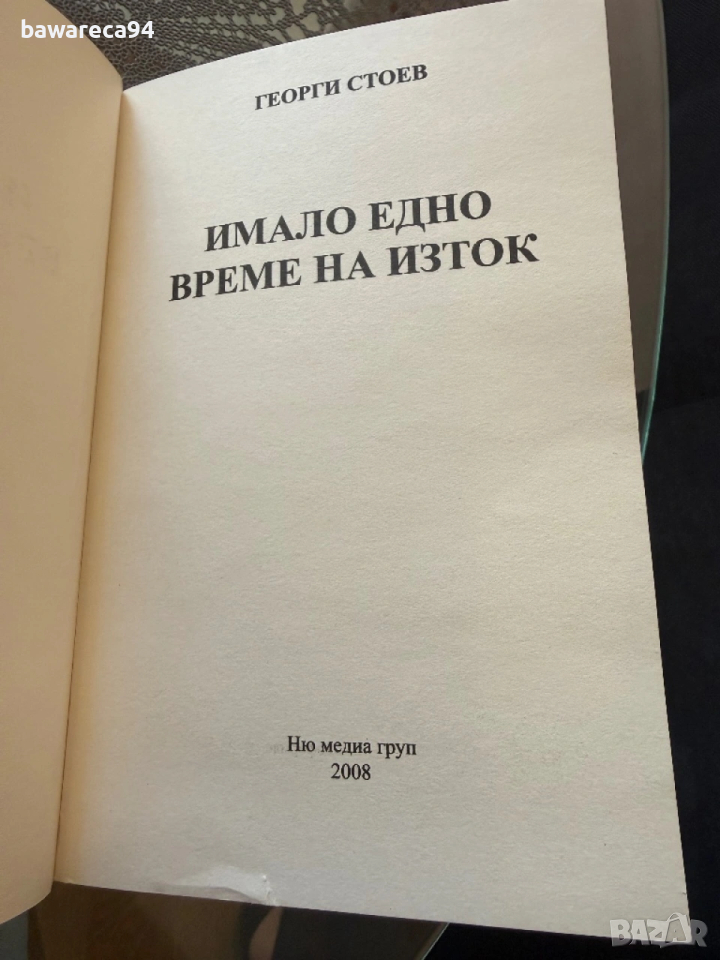 bawareca94
ГЕОРГИ СТОЕВ
ИМАЛО ЕДНО
ВРЕМЕ НА ИЗТОК
Ню медиа груп
2008
BAZAR